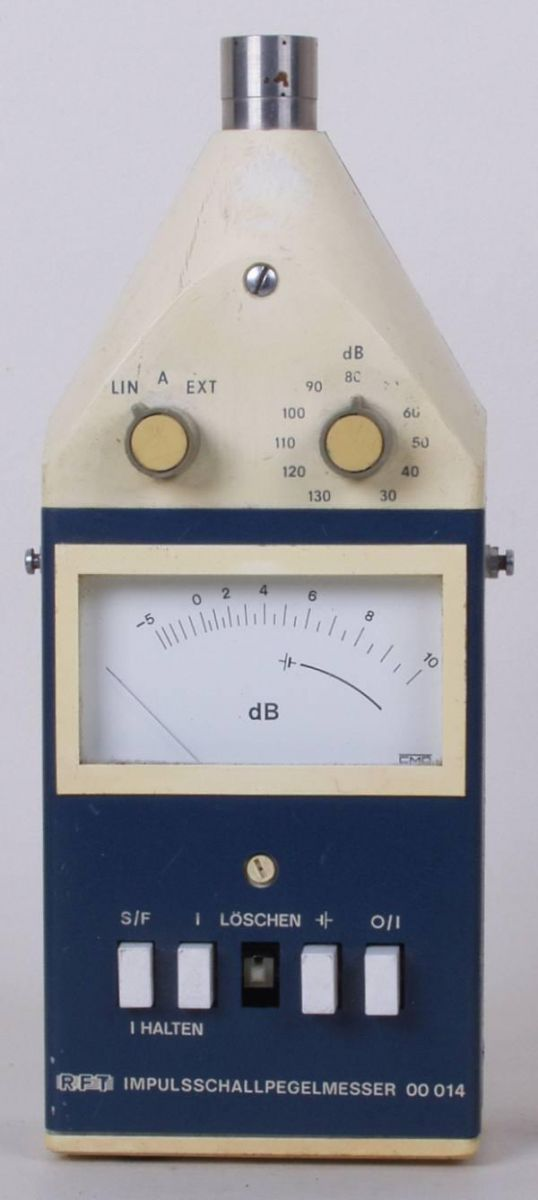 dB
LIN A EXT
90 80 60
100 50
110 40
120 30
130
-5 0 2 4 6 8 10
dB
S/F I LÖSCHEN O/I
I HALTEN
RFT IMPULSSCHALLPEGELMESSER 00 014